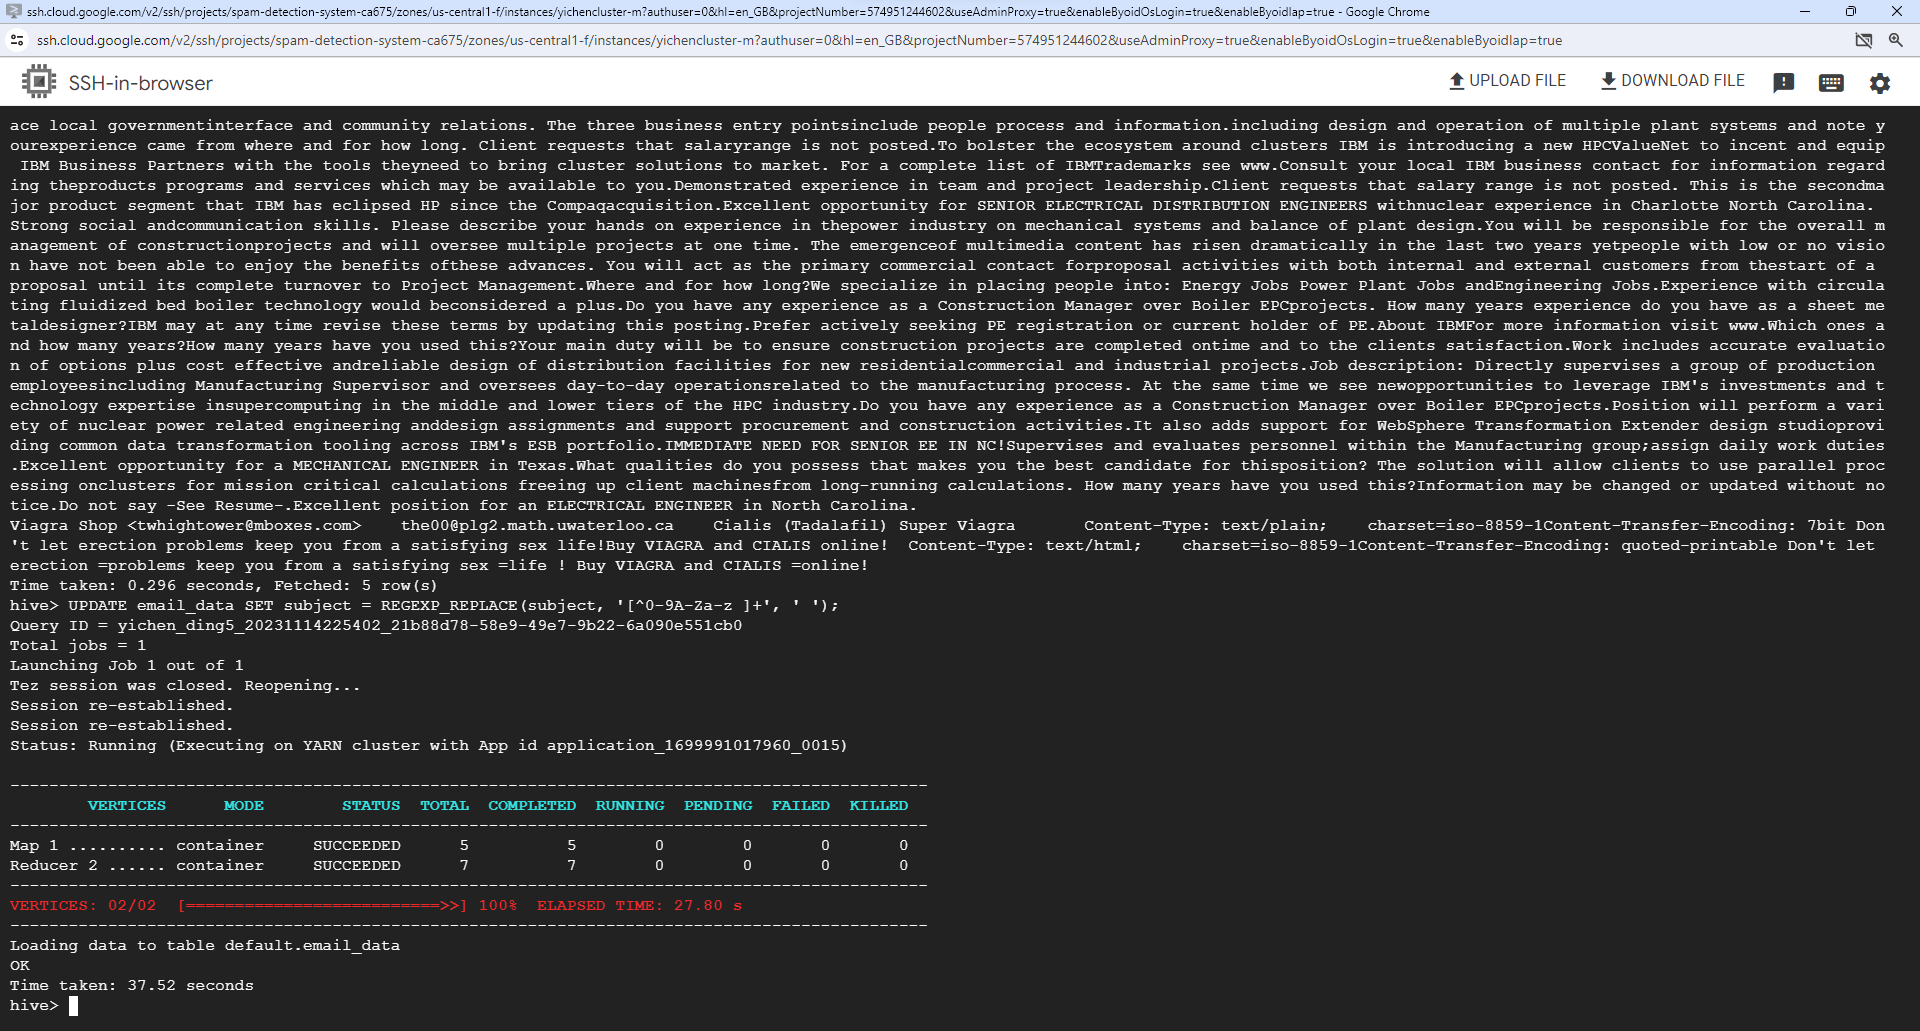 ssh.cloud.google.com/v2/ssh/projects/spam-detection-system-ca675/zones/us-central1-f/instances/yichencluster-m?authuser=0&hl=en_GB&projectNumber=574951244602&useAdminProxy=true&enableByoidOsLogin=true&enableByoidIap=true - Google Chrome
ssh.cloud.google.com/v2/ssh/projects/spam-detection-system-ca675/zones/us-central1-f/instances/yichencluster-m?authuser=0&hl=en_GB&projectNumber=574951244602&useAdminProxy=true&enableByoidOsLogin=true&enableByoidIap=true
SSH-in-browser
UPLOAD FILE
DOWNLOAD FILE
ace local governmentinterface and community relations. The three business entry pointsinclude people process and information.including design and operation of multiple plant systems and note y
ourexperience came from where and for how long. Client requests that salaryrange is not posted.To bolster the ecosystem around clusters IBM is introducing a new HPCValueNet to incent and equip
 IBM Business Partners with the tools theyneed to bring cluster solutions to market. For a complete list of IBMTrademarks see www.Consult your local IBM business contact for information regard
ing theproducts programs and services which may be available to you.Demonstrated experience in team and project leadership.Client requests that salary range is not posted. This is the secondma
jor product segment that IBM has eclipsed HP since the Compaqacquisition.Excellent opportunity for SENIOR ELECTRICAL DISTRIBUTION ENGINEERS withnuclear experience in Charlotte North Carolina.
Strong social andcommunication skills. Please describe your hands on experience in thepower industry on mechanical systems and balance of plant design.You will be responsible for the overall m
anagement of constructionprojects and will oversee multiple projects at one time. The emergenceof multimedia content has risen dramatically in the last two years yetpeople with low or no visio
n have not been able to enjoy the benefits ofthese advances. You will act as the primary commercial contact forproposal activities with both internal and external customers from thestart of a
proposal until its complete turnover to Project Management.Where and for how long?We specialize in placing people into: Energy Jobs Power Plant Jobs andEngineering Jobs.Experience with circula
ting fluidized bed boiler technology would beconsidered a plus.Do you have any experience as a Construction Manager over Boiler EPCprojects. How many years experience do you have as a sheet me
taldesigner?IBM may at any time revise these terms by updating this posting.Prefer actively seeking PE registration or current holder of PE.About IBMFor more information visit www.Which ones a
nd how many years?How many years have you used this?Your main duty will be to ensure construction projects are completed ontime and to the clients satisfaction.Work includes accurate evaluatio
n of options plus cost effective andreliable design of distribution facilities for new residentialcommercial and industrial projects.Job description: Directly supervises a group of production
employeesincluding Manufacturing Supervisor and oversees day-to-day operationsrelated to the manufacturing process. At the same time we see newopportunities to leverage IBM's investments and t
echnology expertise insupercomputing in the middle and lower tiers of the HPC industry.Do you have any experience as a Construction Manager over Boiler EPCprojects.Position will perform a vari
ety of nuclear power related engineering anddesign assignments and support procurement and construction activities.It also adds support for WebSphere Transformation Extender design studioprovi
ding common data transformation tooling across IBM's ESB portfolio.IMMEDIATE NEED FOR SENIOR EE IN NC!Supervises and evaluates personnel within the Manufacturing group;assign daily work duties
.Excellent opportunity for a MECHANICAL ENGINEER in Texas.What qualities do you possess that makes you the best candidate for thisposition? The solution will allow clients to use parallel proc
essing onclusters for mission critical calculations freeing up client machinesfrom long-running calculations. How many years have you used this?Information may be changed or updated without no
tice.Do not say -See Resume-.Excellent position for an ELECTRICAL ENGINEER in North Carolina.
Viagra Shop <twhightower@mboxes.com>    the00@plg2.math.uwaterloo.ca    Cialis (Tadalafil) Super Viagra       Content-Type: text/plain;    charset=iso-8859-1Content-Transfer-Encoding: 7bit Don
't let erection problems keep you from a satisfying sex life!Buy VIAGRA and CIALIS online!  Content-Type: text/html;    charset=iso-8859-1Content-Transfer-Encoding: quoted-printable Don't let
erection =problems keep you from a satisfying sex =life ! Buy VIAGRA and CIALIS =online!
Time taken: 0.296 seconds, Fetched: 5 row(s)
hive> UPDATE email_data SET subject = REGEXP_REPLACE(subject, '[^0-9A-Za-z ]+', ' ');
Query ID = yichen_ding5_20231114225402_21b88d78-58e9-49e7-9b22-6a090e551cb0
Total jobs = 1
Launching Job 1 out of 1
Tez session was closed. Reopening...
Session re-established.
Session re-established.
Status: Running (Executing on YARN cluster with App id application_1699991017960_0015)
----------------------------------------------------------------------------------------------
        VERTICES      MODE        STATUS  TOTAL  COMPLETED  RUNNING  PENDING  FAILED  KILLED
----------------------------------------------------------------------------------------------
Map 1 .......... container     SUCCEEDED      5          5        0        0       0       0
Reducer 2 ...... container     SUCCEEDED      7          7        0        0       0       0
----------------------------------------------------------------------------------------------
VERTICES: 02/02  [==========================>>] 100%  ELAPSED TIME: 27.80 s
----------------------------------------------------------------------------------------------
Loading data to table default.email_data
OK
Time taken: 37.52 seconds
hive>